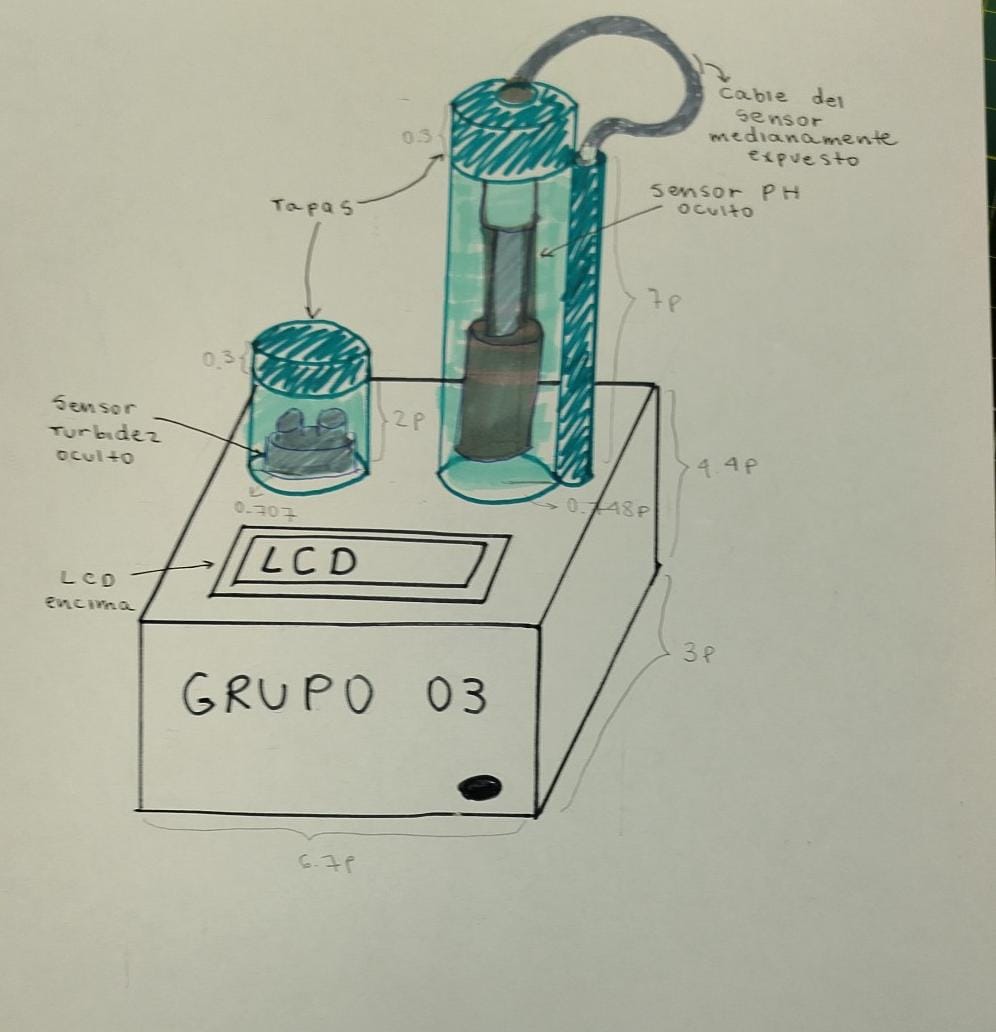 Cable del
sensor
medianamente
expuesto
0.3
Sensor PH
oculto
Tapas
7P
0.3
Sensor
Turbidez
oculto
2P
4.4P
0.707
0.748P
LCD
LCD
encima
3P
GRUPO 03
6.7P